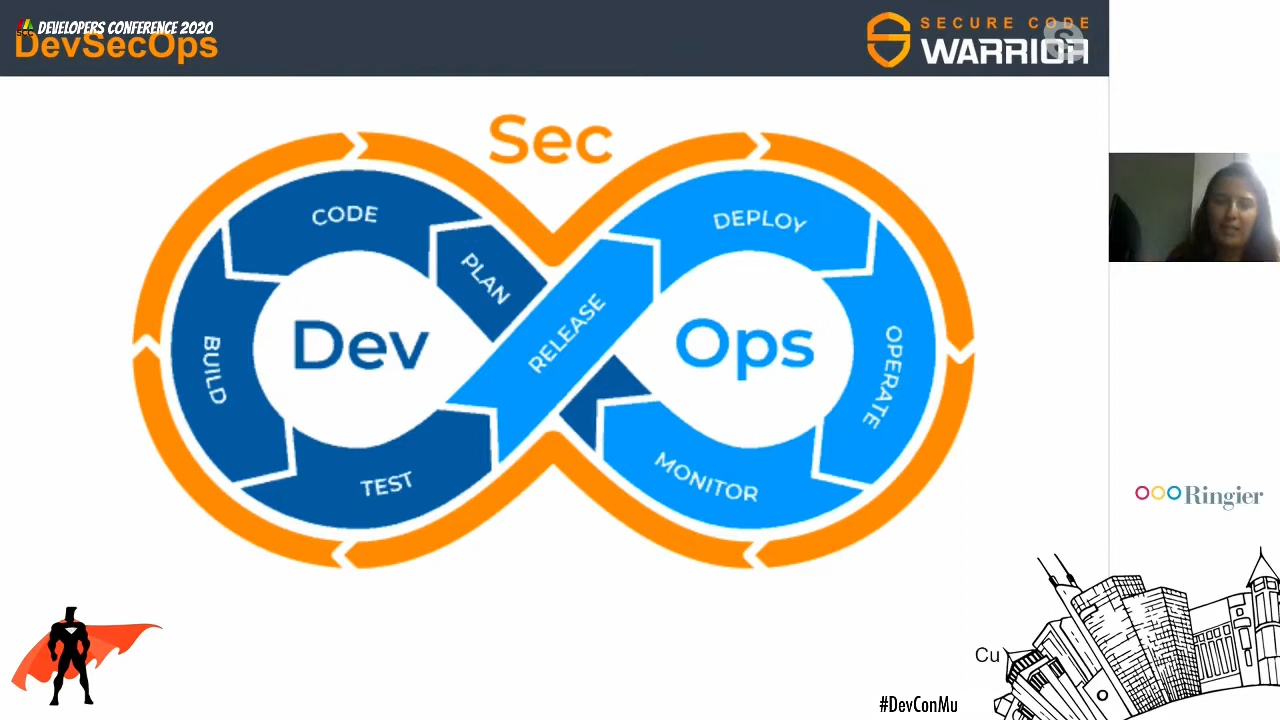 DEVELOPERS CONFERENCE 2020
DevSecOps
SECURE CODE
WARRIOR
Sec
CODE
PLAN
DEPLOY
Dev
RELEASE
Ops
BUILD
OPERATE
TEST
MONITOR
Ringier
Cu
#DevConMu